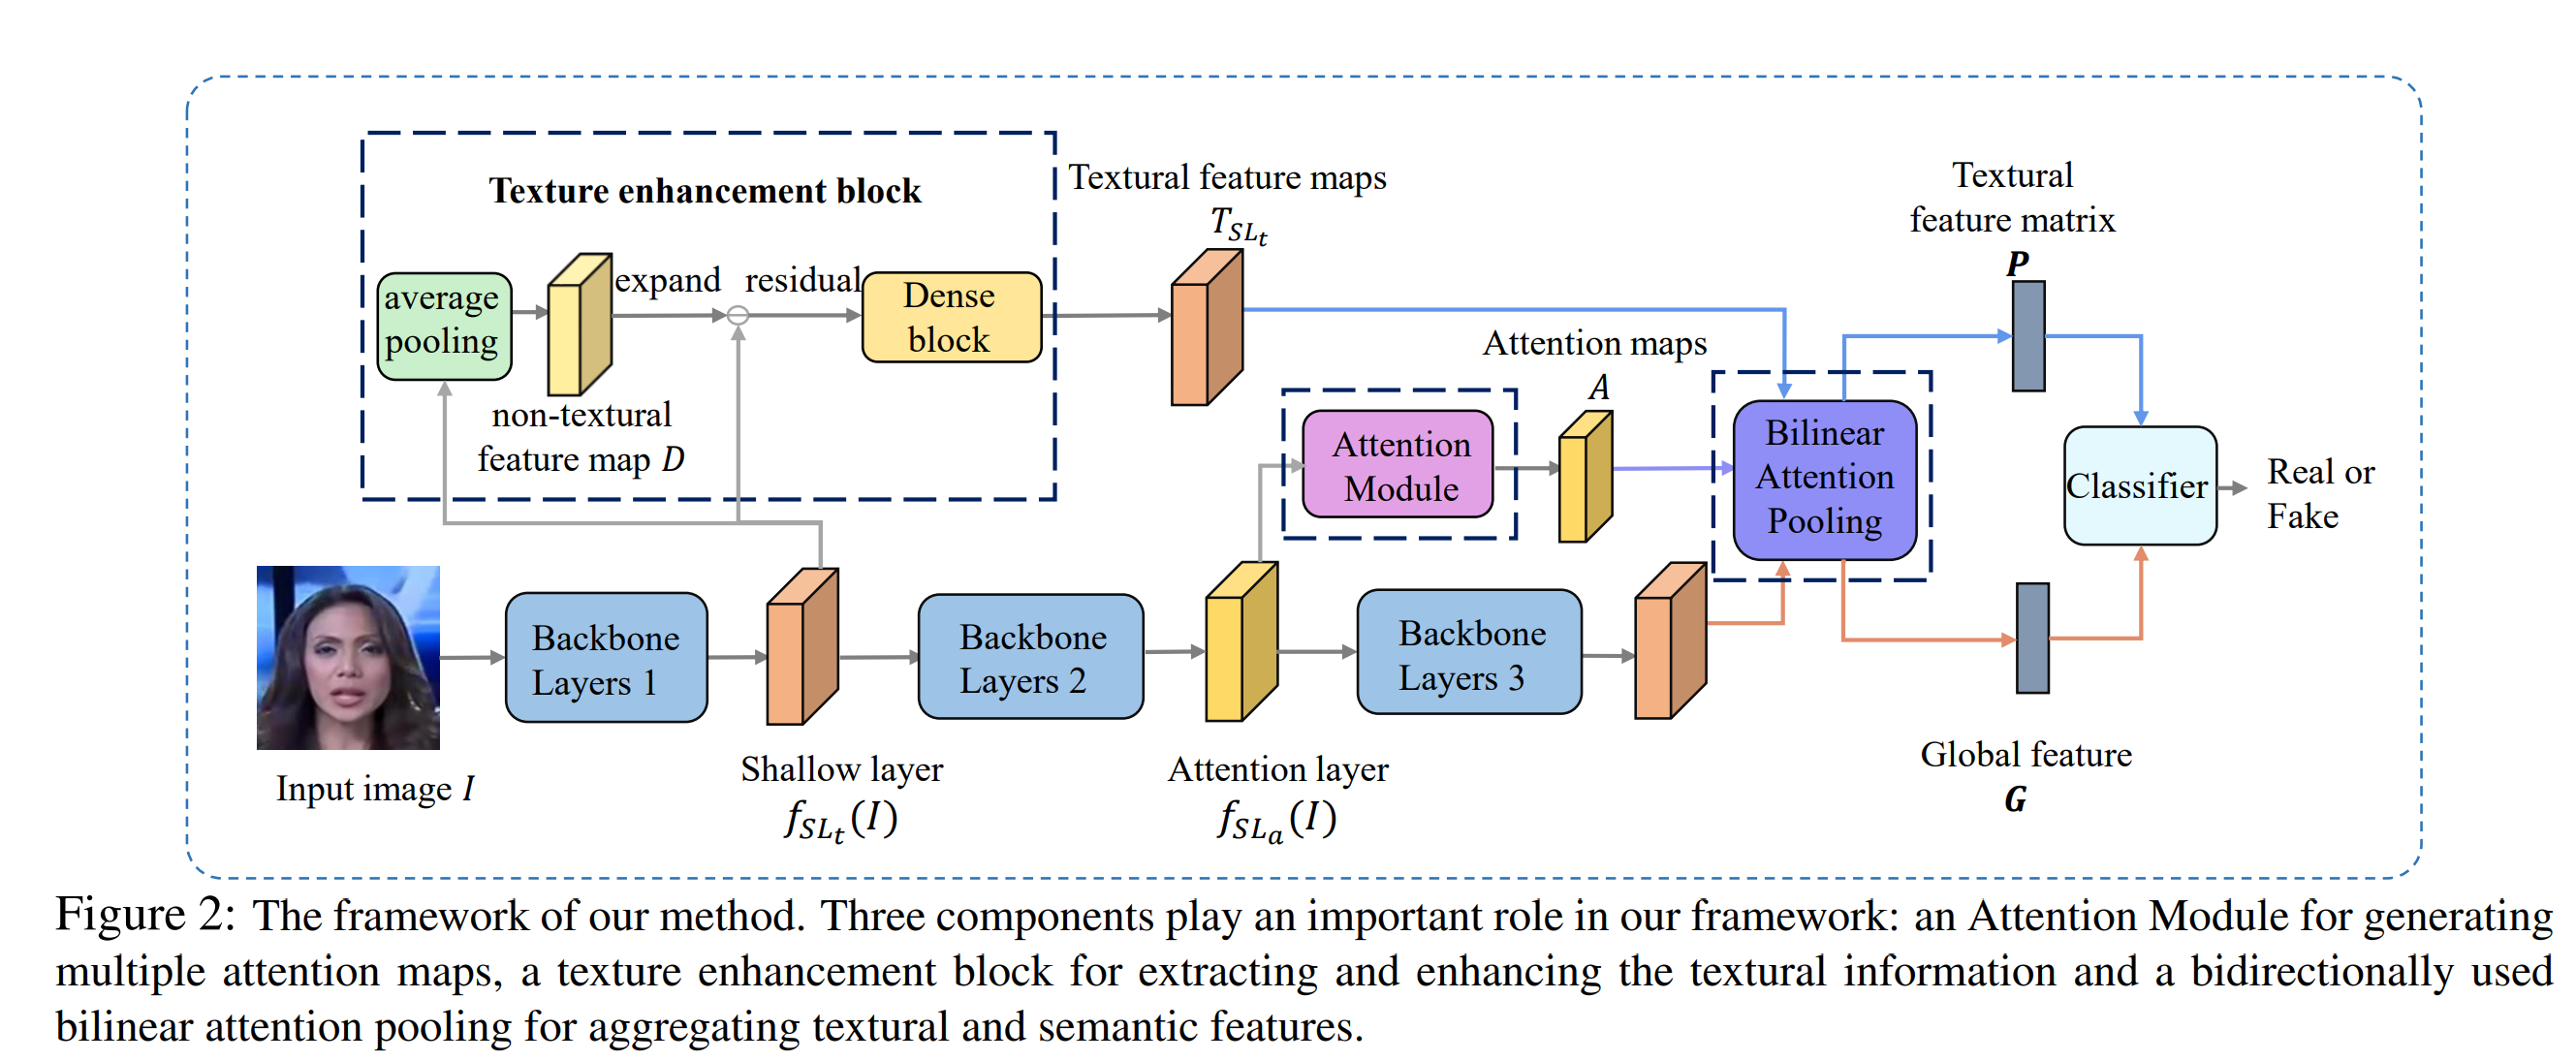 Texture enhancement block
average
pooling
expand
residual
Dense
block
non-textural
feature map D
Textural feature maps
T_{SL_t}
Attention maps
A
Attention
Module
Bilinear
Attention
Pooling
Textural
feature matrix
P
Classifier
Real or
Fake
Input image I
Backbone
Layers 1
Shallow layer
f_{SL_t}(I)
Backbone
Layers 2
Attention layer
f_{SL_a}(I)
Backbone
Layers 3
Global feature
G
Figure 2: The framework of our method. Three components play an important role in our framework: an Attention Module for generating
multiple attention maps, a texture enhancement block for extracting and enhancing the textural information and a bidirectionally used
bilinear attention pooling for aggregating textural and semantic features.